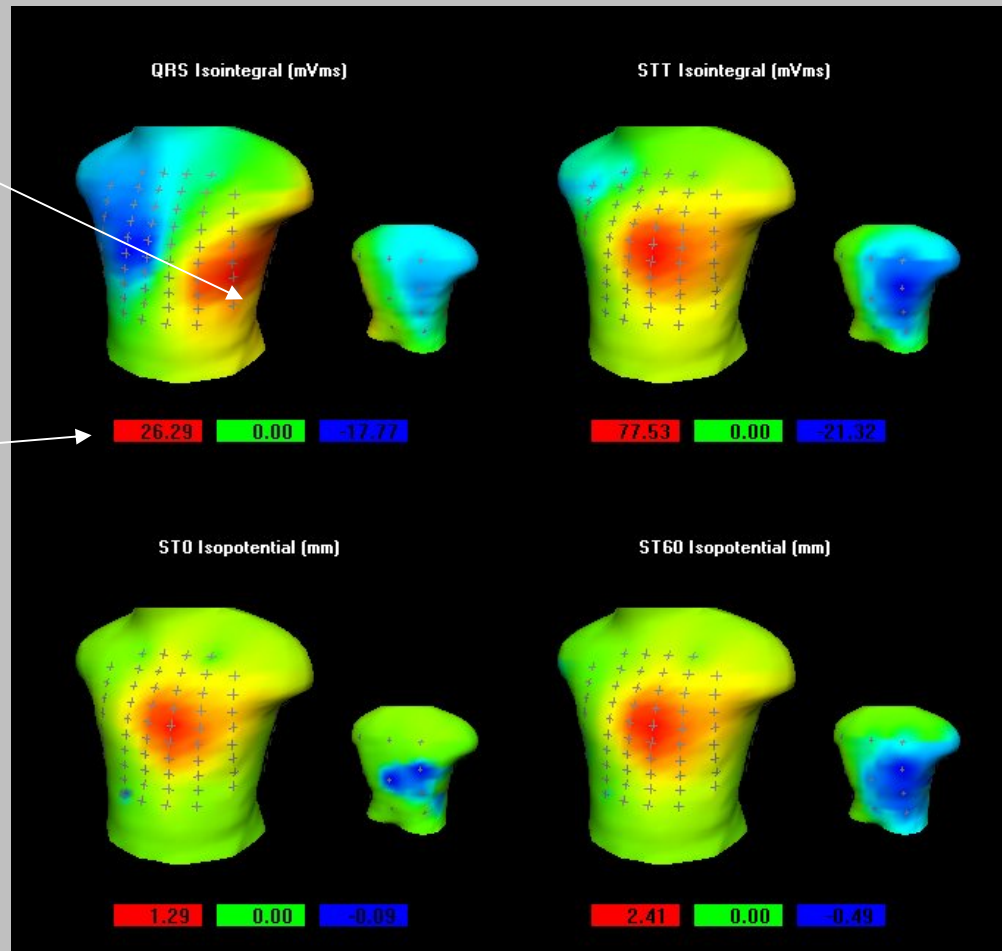 QRS Isointegral (mVms)
STT Isointegral (mVms)
26.29 0.00 -17.77
77.53 0.00 -21.32
ST0 Isopotential (mm)
ST60 Isopotential (mm)
1.29 0.00 -0.09
2.41 0.00 -0.49